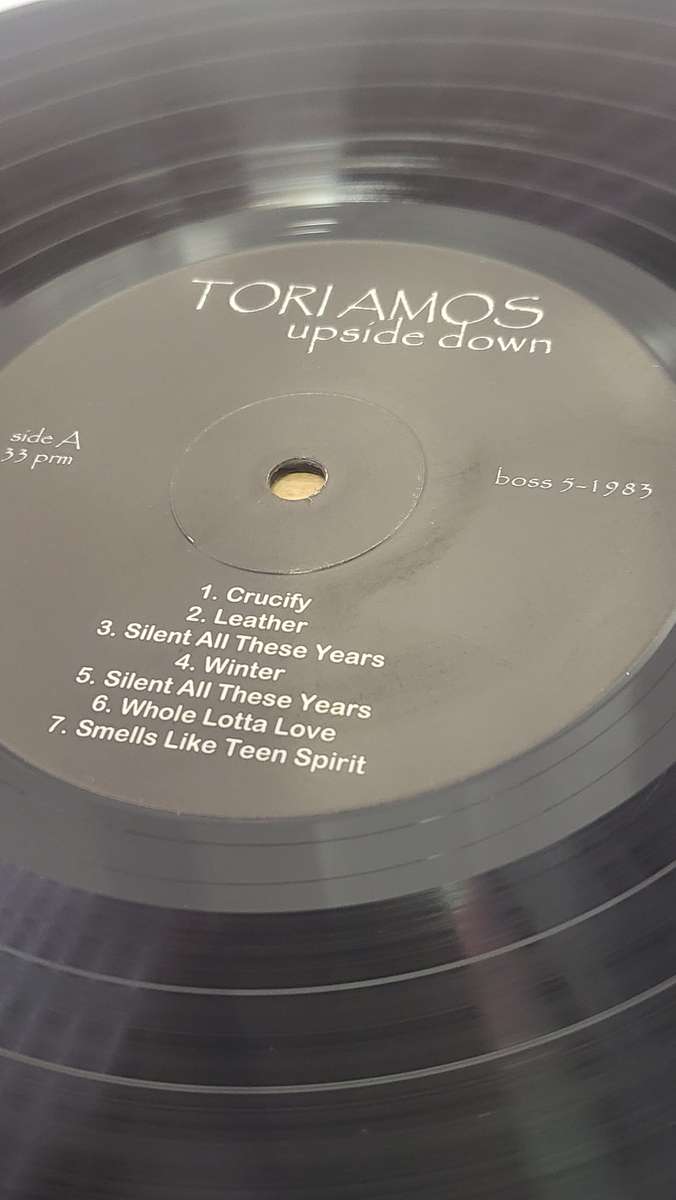 TORI AMOS
upside down
side A
33 prm
boss 5-1983
1. Crucify
2. Leather
3. Silent All These Years
4. Winter
5. Silent All These Years
6. Whole Lotta Love
7. Smells Like Teen Spirit